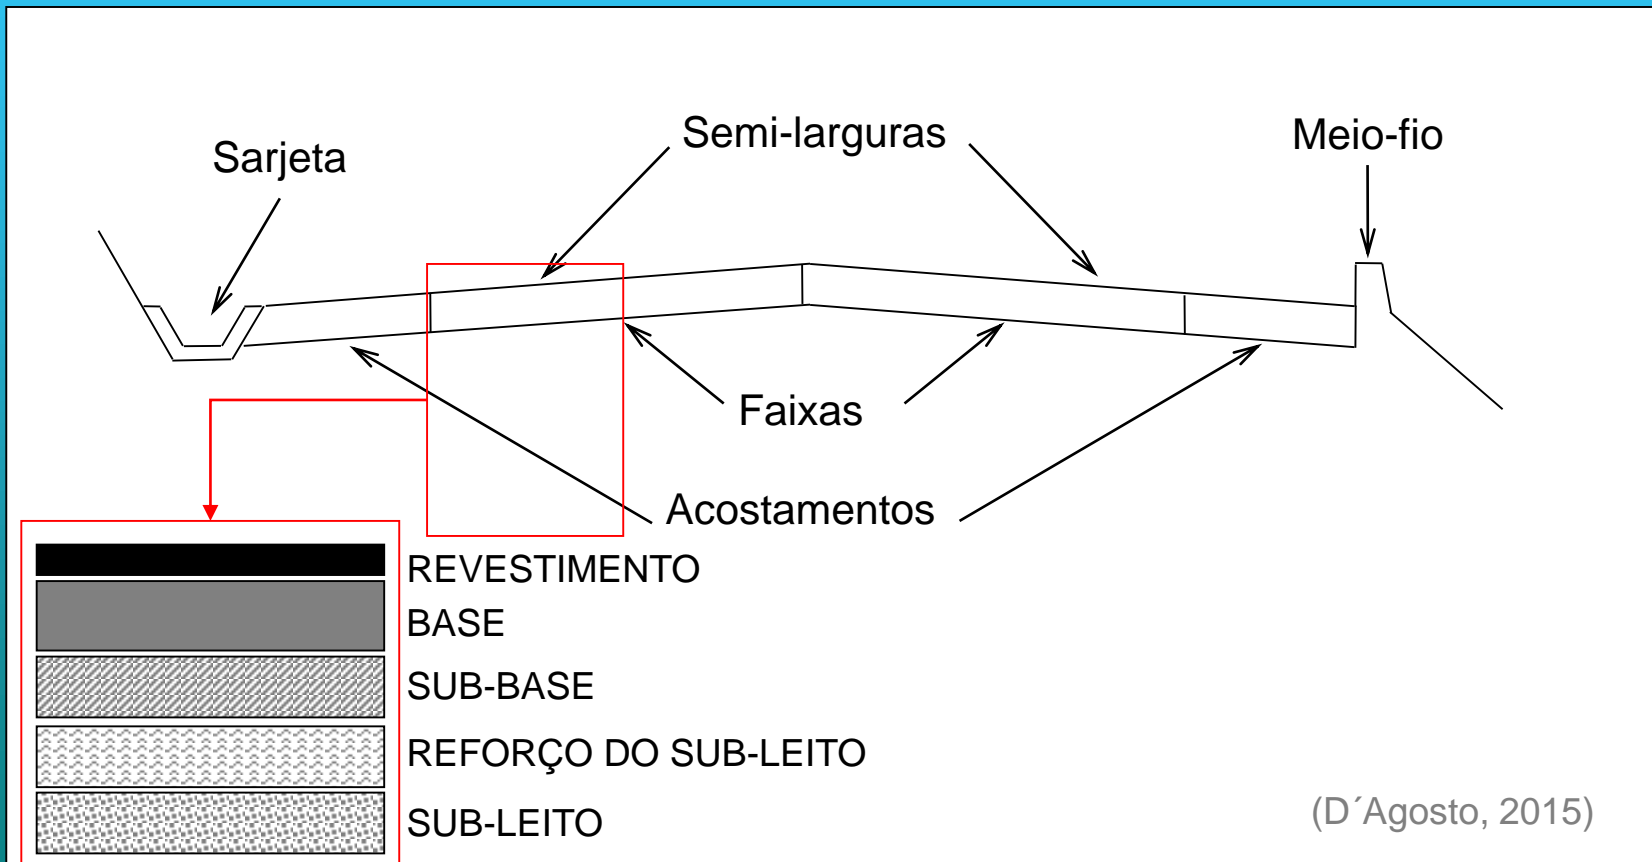 Semi-larguras
Meio-fio
Sarjeta
Faixas
Acostamentos
REVESTIMENTO
BASE
SUB-BASE
REFORÇO DO SUB-LEITO
SUB-LEITO
(D´Agosto, 2015)